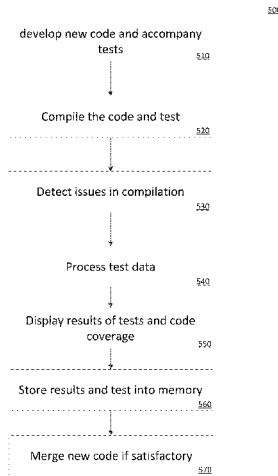 500
develop new code and accompany
tests
510
Compile the code and test
520
Detect issues in compilation
530
Process test data
540
Display results of tests and code
coverage
550
Store results and test into memory
560
Merge new code if satisfactory
570